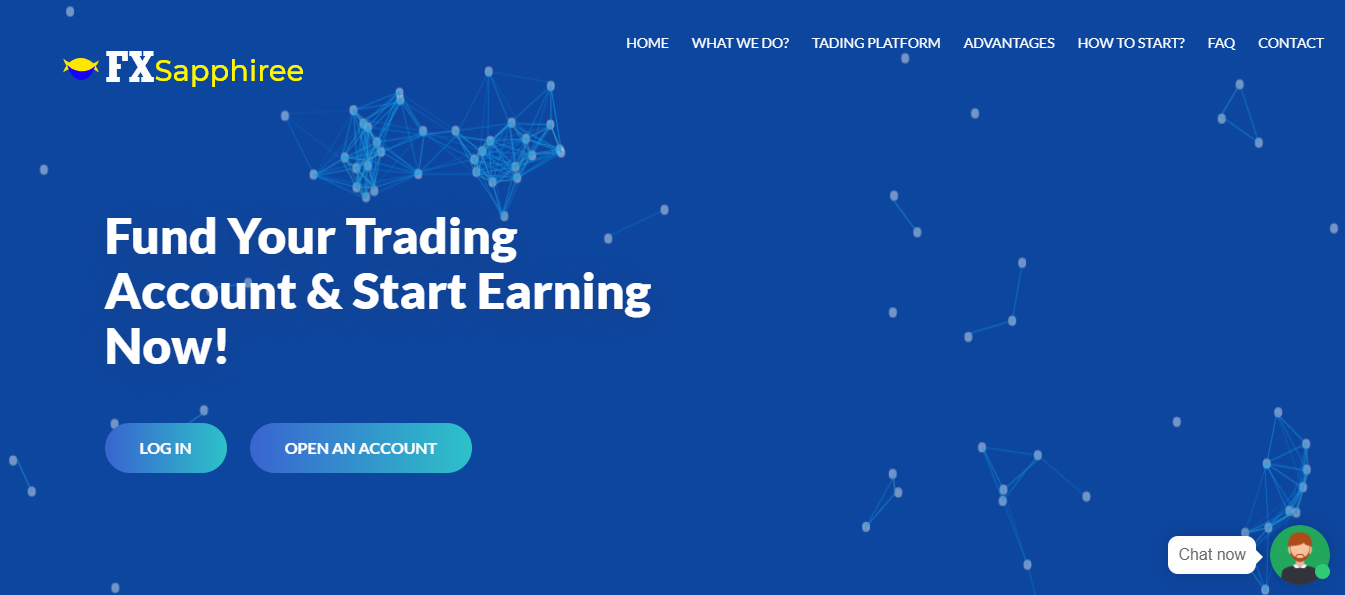 HOME WHAT WE DO? TADING PLATFORM ADVANTAGES HOW TO START? FAQ CONTACT
FXSapphiree
Fund Your Trading
Account & Start Earning
Now!
LOG IN OPEN AN ACCOUNT
Chat now